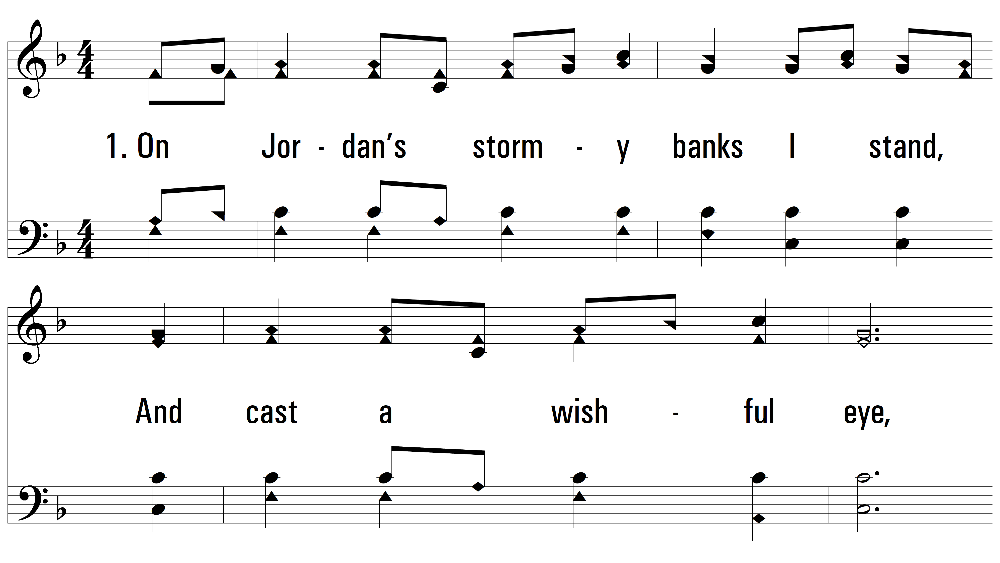 1. On Jor - dan’s storm - y banks I stand,
And cast a wish - ful eye,